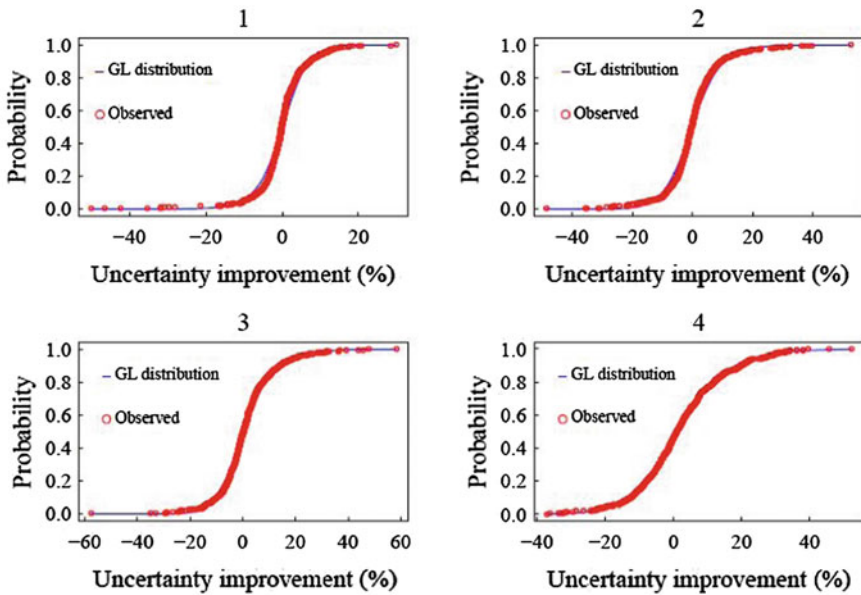 1
1.0
0.8
0.6
0.4
0.2
0.0
Probability
GL distribution
Observed
−40 −20 0 20
Uncertainty improvement (%)
2
1.0
0.8
0.6
0.4
0.2
0.0
Probability
GL distribution
Observed
−40 −20 0 20 40
Uncertainty improvement (%)
3
1.0
0.8
0.6
0.4
0.2
0.0
Probability
GL distribution
Observed
−60 −40 −20 0 20 40 60
Uncertainty improvement (%)
4
1.0
0.8
0.6
0.4
0.2
0.0
Probability
GL distribution
Observed
−40 −20 0 20 40
Uncertainty improvement (%)